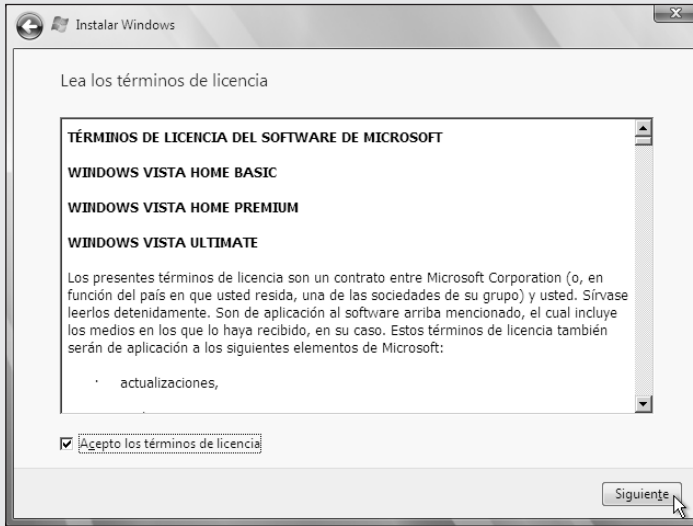 Instalar Windows
Lea los términos de licencia
TÉRMINOS DE LICENCIA DEL SOFTWARE DE MICROSOFT
WINDOWS VISTA HOME BASIC
WINDOWS VISTA HOME PREMIUM
WINDOWS VISTA ULTIMATE
Los presentes términos de licencia son un contrato entre Microsoft Corporation (o, en
función del país en que usted resida, una de las sociedades de su grupo) y usted. Sírvase
leerlos detenidamente. Son de aplicación al software arriba mencionado, el cual incluye
los medios en los que lo haya recibido, en su caso. Estos términos de licencia también
serán de aplicación a los siguientes elementos de Microsoft:
· actualizaciones,
Acepto los términos de licencia
Siguiente